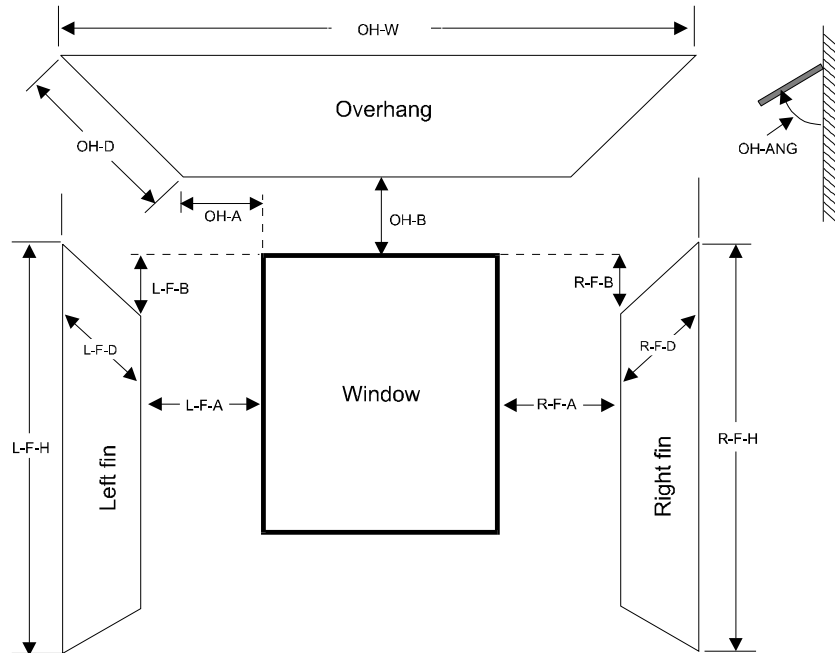 OH-W
Overhang
OH-D
OH-ANG
OH-A
OH-B
L-F-B
R-F-B
L-F-D
R-F-D
L-F-A
Window
R-F-A
L-F-H
R-F-H
Left fin
Right fin